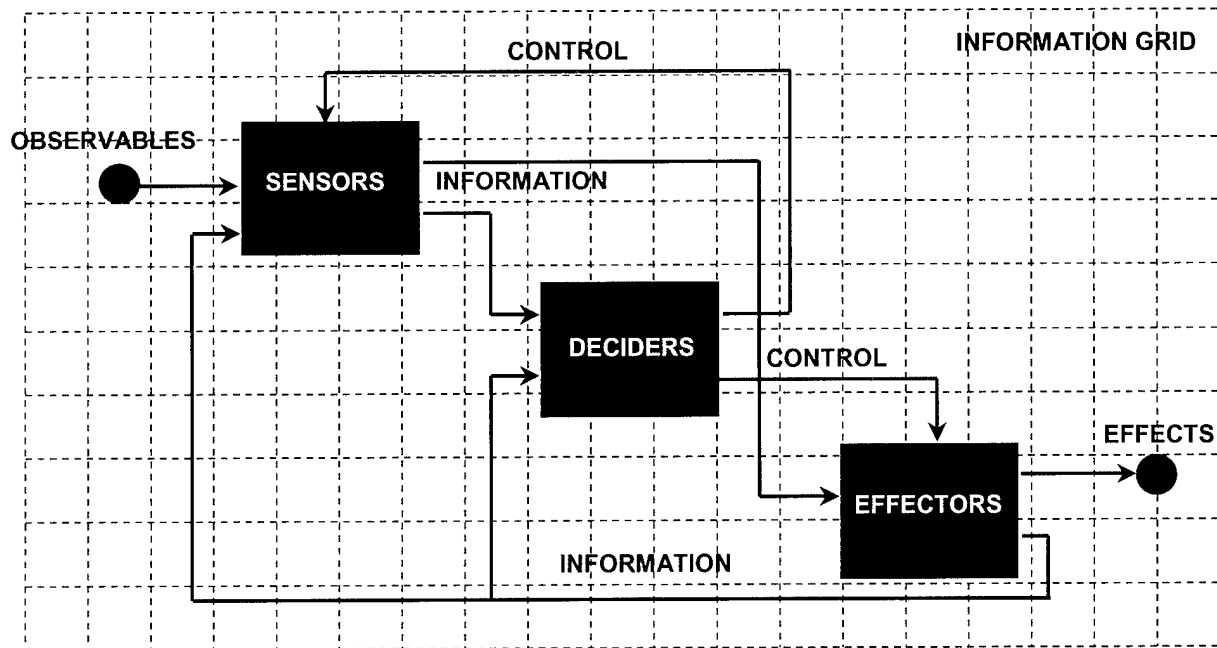 CONTROL
INFORMATION GRID
OBSERVABLES
SENSORS
INFORMATION
DECIDERS
CONTROL
EFFECTS
EFFECTORS
INFORMATION